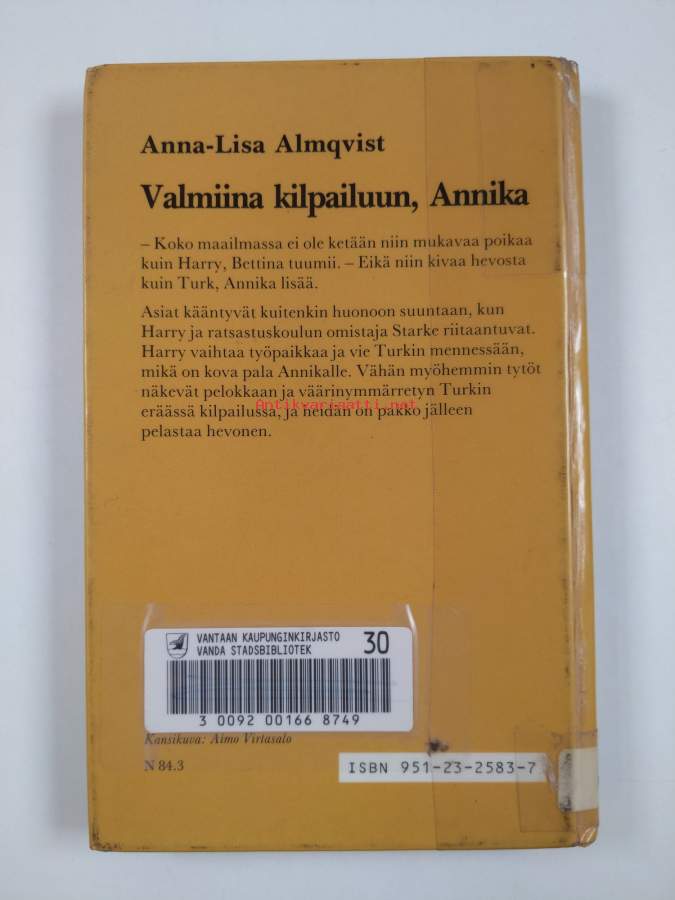 Anna-Lisa Almqvist
Valmiina kilpailuun, Annika
– Koko maailmassa ei ole ketään niin mukavaa poikaa
kuin Harry, Bettina tuumii. – Eikä niin kivaa hevosta
kuin Turk, Annika lisää.
Asiat kääntyvät kuitenkin huonoon suuntaan, kun
Harry ja ratsastuskoulun omistaja Starke riitaantuvat.
Harry vaihtaa työpaikkaa ja vie Turkin mennessään,
mikä on kova pala Annikalle. Vähän myöhemmin tytöt
näkevät pelokkaan ja väärinymmärretyn Turkin
eräässä kilpailussa, ja heidän on pakko jälleen
Antikvariaatti.net
pelastaa hevonen.
VANTAAN KAUPUNGINKIRJASTO
VANDA STADSBIBLIOTEK
30
3 0092 00166 8749
Kansikuva: Aimo Virtasalo
N 84.3
ISBN 951-23-2583-7